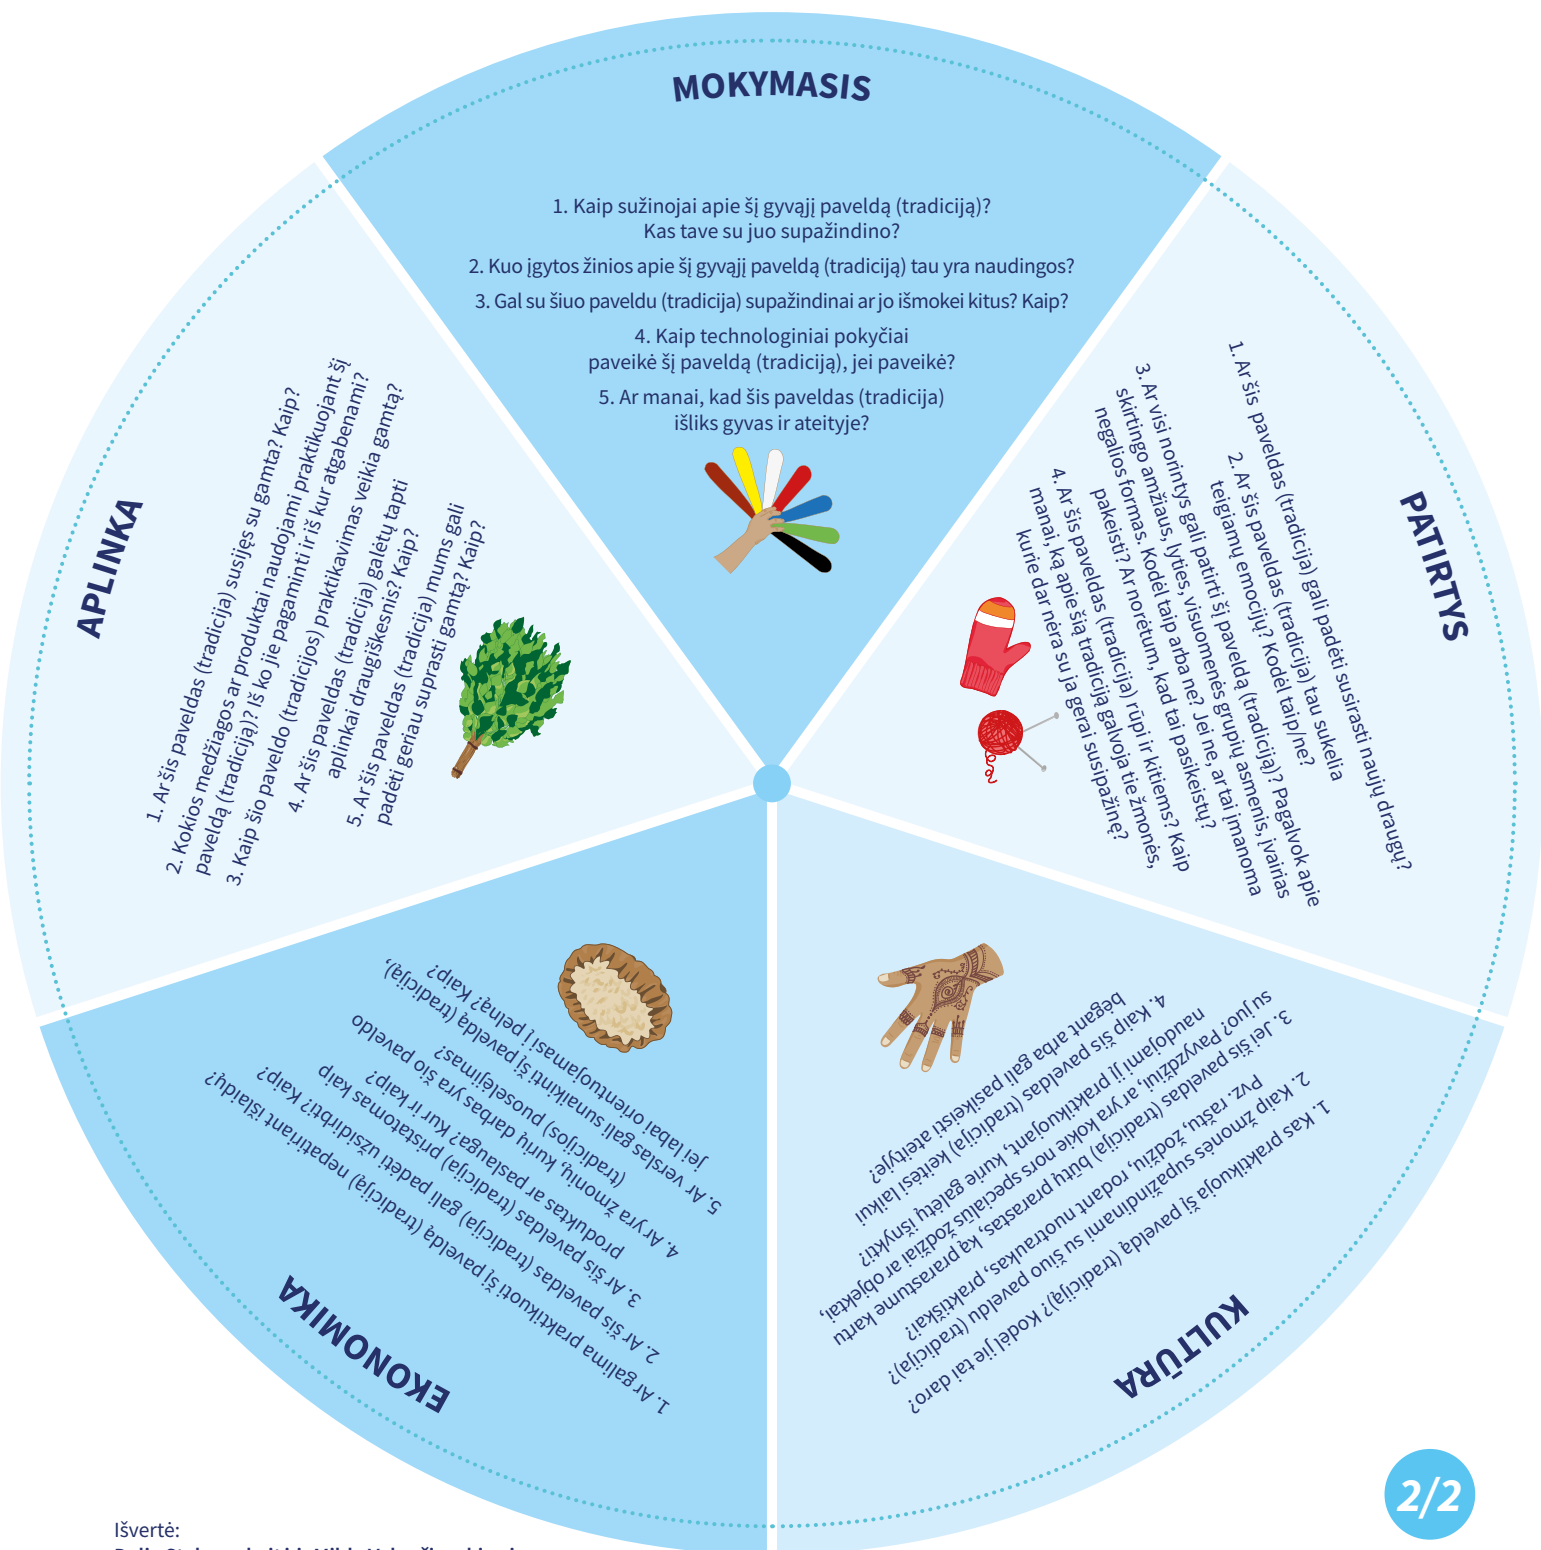 MOKYMASIS
1. Kaip sužinojai apie šį gyvąjį paveldą (tradiciją)?
Kas tave su juo supažindino?
2. Kuo įgytos žinios apie šį gyvąjį paveldą (tradiciją) tau yra naudingos?
3. Gal su šiuo paveldu (tradicija) supažindinai ar jo išmokei kitus? Kaip?
4. Kaip technologiniai pokyčiai
paveikė šį paveldą (tradiciją), jei paveikė?
5. Ar manai, kad šis paveldas (tradicija)
išliks gyvas ir ateityje?
PATIRTYS
1. Ar šis paveldas (tradicija) gali padėti susirasti naujų draugų?
2. Ar šis paveldas (tradicija) tau sukelia
teigiamų emocijų? Kodėl taip/ne?
3. Ar visi norintys gali patirti šį paveldą (tradiciją)? Pagalvok apie
skirtingo amžiaus, lyties, visuomenės grupių asmenis, įvairias
negalios formas. Kodėl taip arba ne? Jei ne, ar tai įmanoma
pakeisti? Ar norėtum, kad tai pasikeistų?
4. Ar šis paveldas (tradicija) rūpi ir kitiems? Kaip
manai, ką apie šią tradiciją galvoja tie žmonės,
kurie dar nėra su ja gerai susipažinę?
KULTŪRA
1. Kas praktikuoja šį paveldą (tradiciją)? Kodėl jie tai daro?
2. Kaip žmonės supažindinami su šiuo paveldu (tradicija)?
Pvz. raštu, žodžiu, rodant nuotraukas, praktiškai?
3. Jei šis paveldas (tradicija) būtų prarastas, ką prarastume kartu
su juo? Pavyzdžiui, ar yra kokie nors specialūs žodžiai ar objektai,
naudojami jį praktikuojant, kurie galėtų išnykti?
4. Kaip šis paveldas (tradicija) keitėsi laikui
bėgant arba gali pasikeisti ateityje?
EKONOMIKA
1. Ar galima praktikuoti šį paveldą (tradiciją) nepatiriant išlaidų?
2. Ar šis paveldas (tradicija) gali padėti uždirbti? Kaip?
3. Ar šis paveldas (tradicija) pristatomas kaip
produktas ar paslauga? Kur ir kaip?
4. Ar yra žmonių, kurių darbas yra šio paveldo
(tradicijos) puoselėjimas?
5. Ar verslas gali sunaikinti šį paveldą (tradiciją),
jei labai orientuojamasi į pelną? Kaip?
APLINKA
1. Ar šis paveldas (tradicija) susijęs su gamta? Kaip?
2. Kokios medžiagos ar produktai naudojami praktikuojant šį
paveldą (tradiciją)? Iš ko jie pagaminti ir iš kur atgabenami?
3. Kaip šio paveldo (tradicijos) praktikavimas veikia gamtą?
4. Ar šis paveldas (tradicija) galėtų tapti
aplinkai draugiškesnis? Kaip?
5. Ar šis paveldas (tradicija) mums gali
padėti geriau suprasti gamtą? Kaip?
2/2
Išvertė: